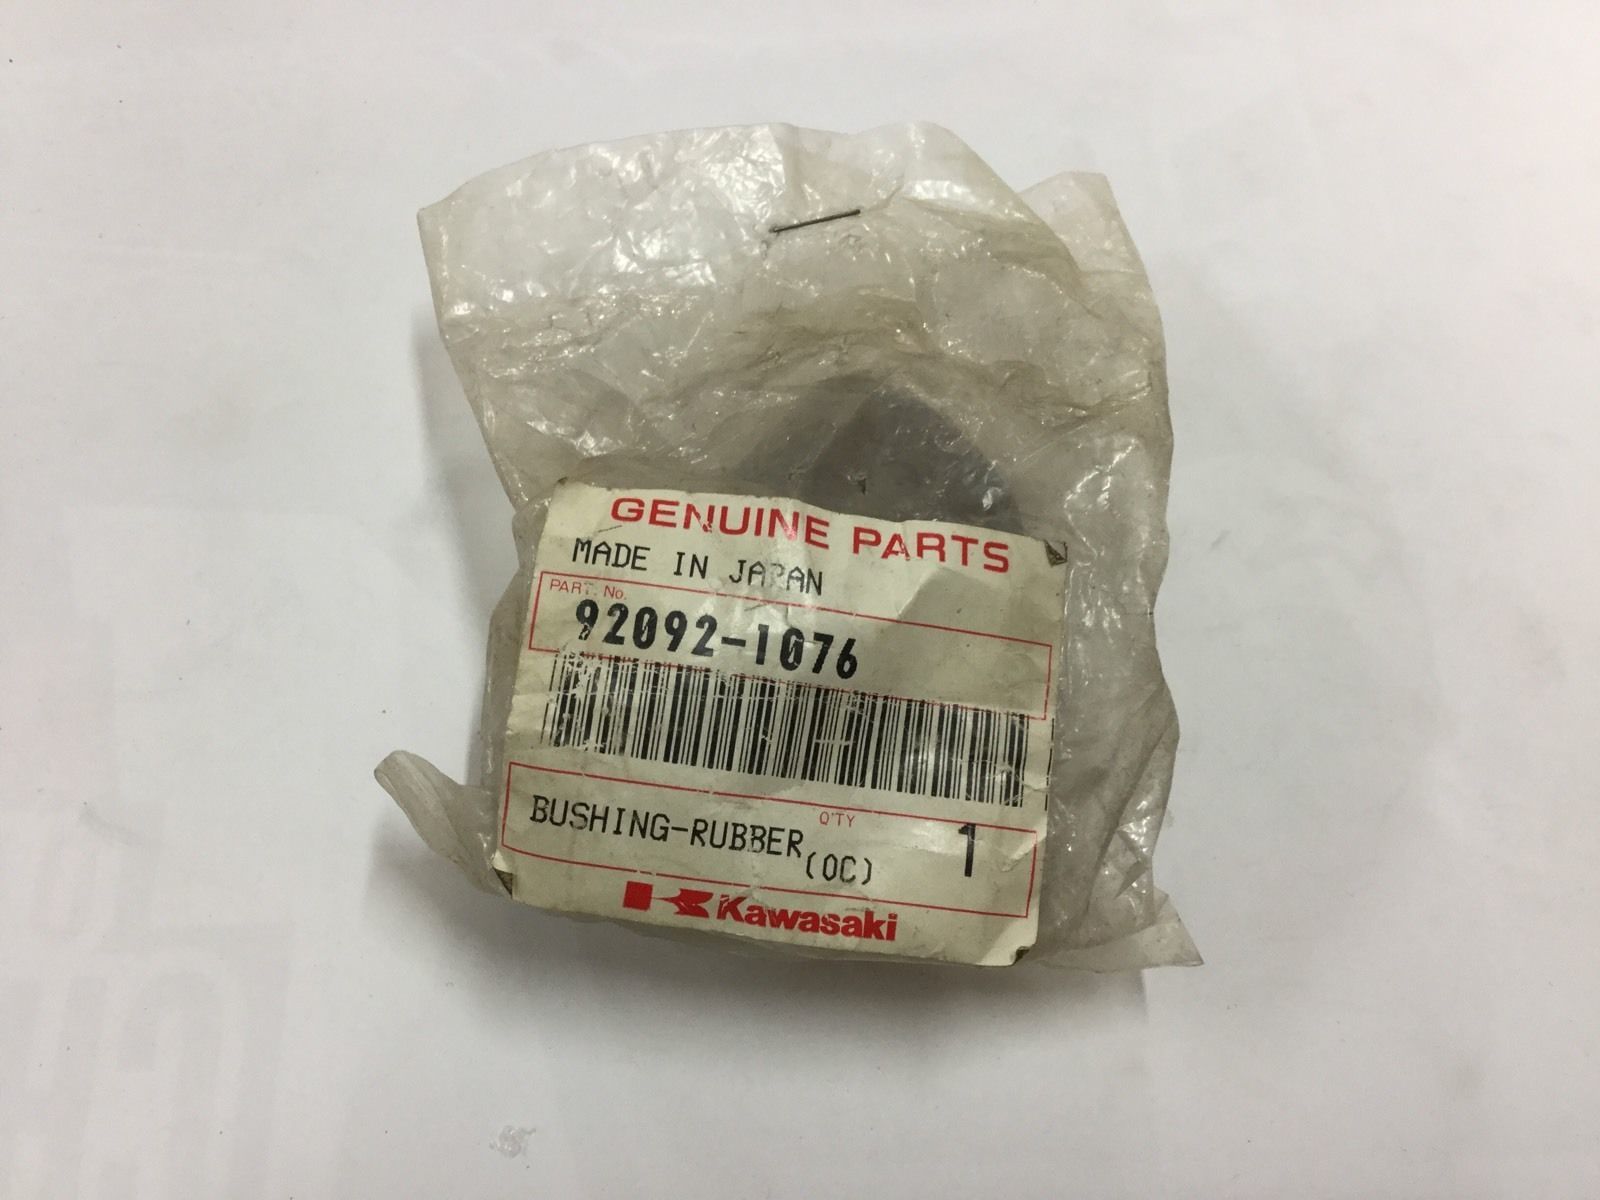 GENUINE PARTS
MADE IN JAPAN
PART. No.
92092-1076
Q'TY
BUSHING-RUBBER (OC) 1
Kawasaki